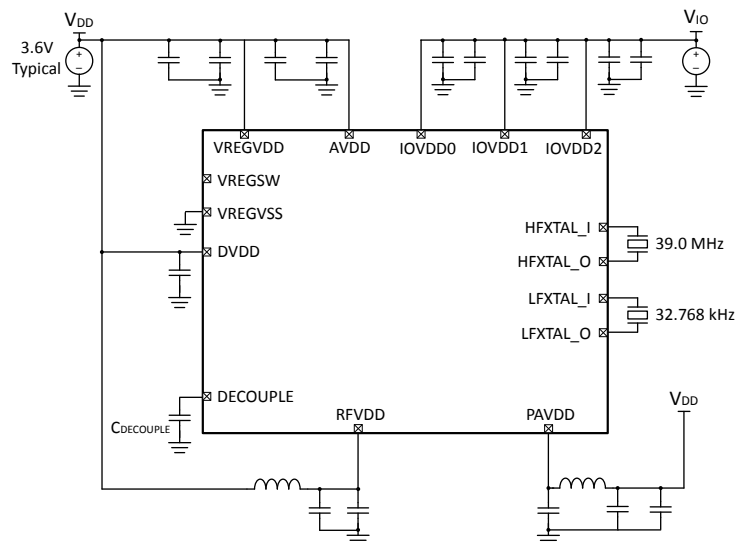 VDD
VIO
3.6V
Typical
VREGVDD
AVDD
IOVDD0
IOVDD1
IOVDD2
VREGSW
VREGVSS
HFXTAL_I
39.0 MHz
DVDD
HFXTAL_O
LFXTAL_I
32.768 kHz
LFXTAL_O
DECOUPLE
CDECOUPLE
RFVDD
PAVDD
VDD